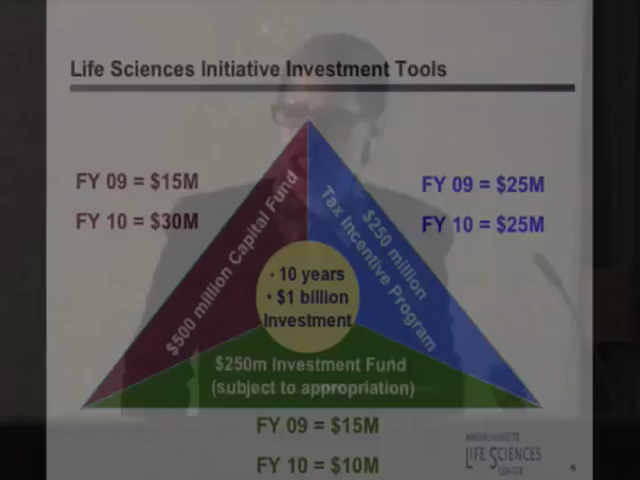 Life Sciences Initiative Investment Tools
FY 09 = $15M
FY 10 = $30M
FY 09 = $25M
FY 10 = $25M
$500 million Capital Fund
$250 million
Tax Incentive Program
· 10 years
• $1 billion
Investment
$250m Investment Fund
(subject to appropriation)
FY 09 = $15M
FY 10 = $10M
MASSACHUSETTS
LIFE SCIENCES
CENTER
6